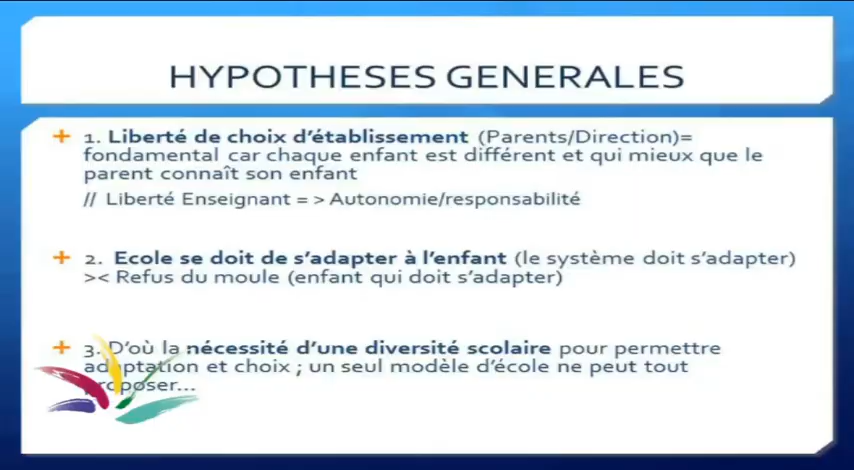 HYPOTHESES GENERALES
1. Liberté de choix d'établissement (Parents/Direction)=
fondamental car chaque enfant est différent et qui mieux que le
parent connaît son enfant
// Liberté Enseignant = > Autonomie/responsabilité
2. Ecole se doit de s'adapter à l'enfant (le système doit s'adapter)
>< Refus du moule (enfant qui doit s'adapter)
3. D'où la nécessité d'une diversité scolaire pour permettre
adaptation et choix ; un seul modèle d'école ne peut tout
proposer...